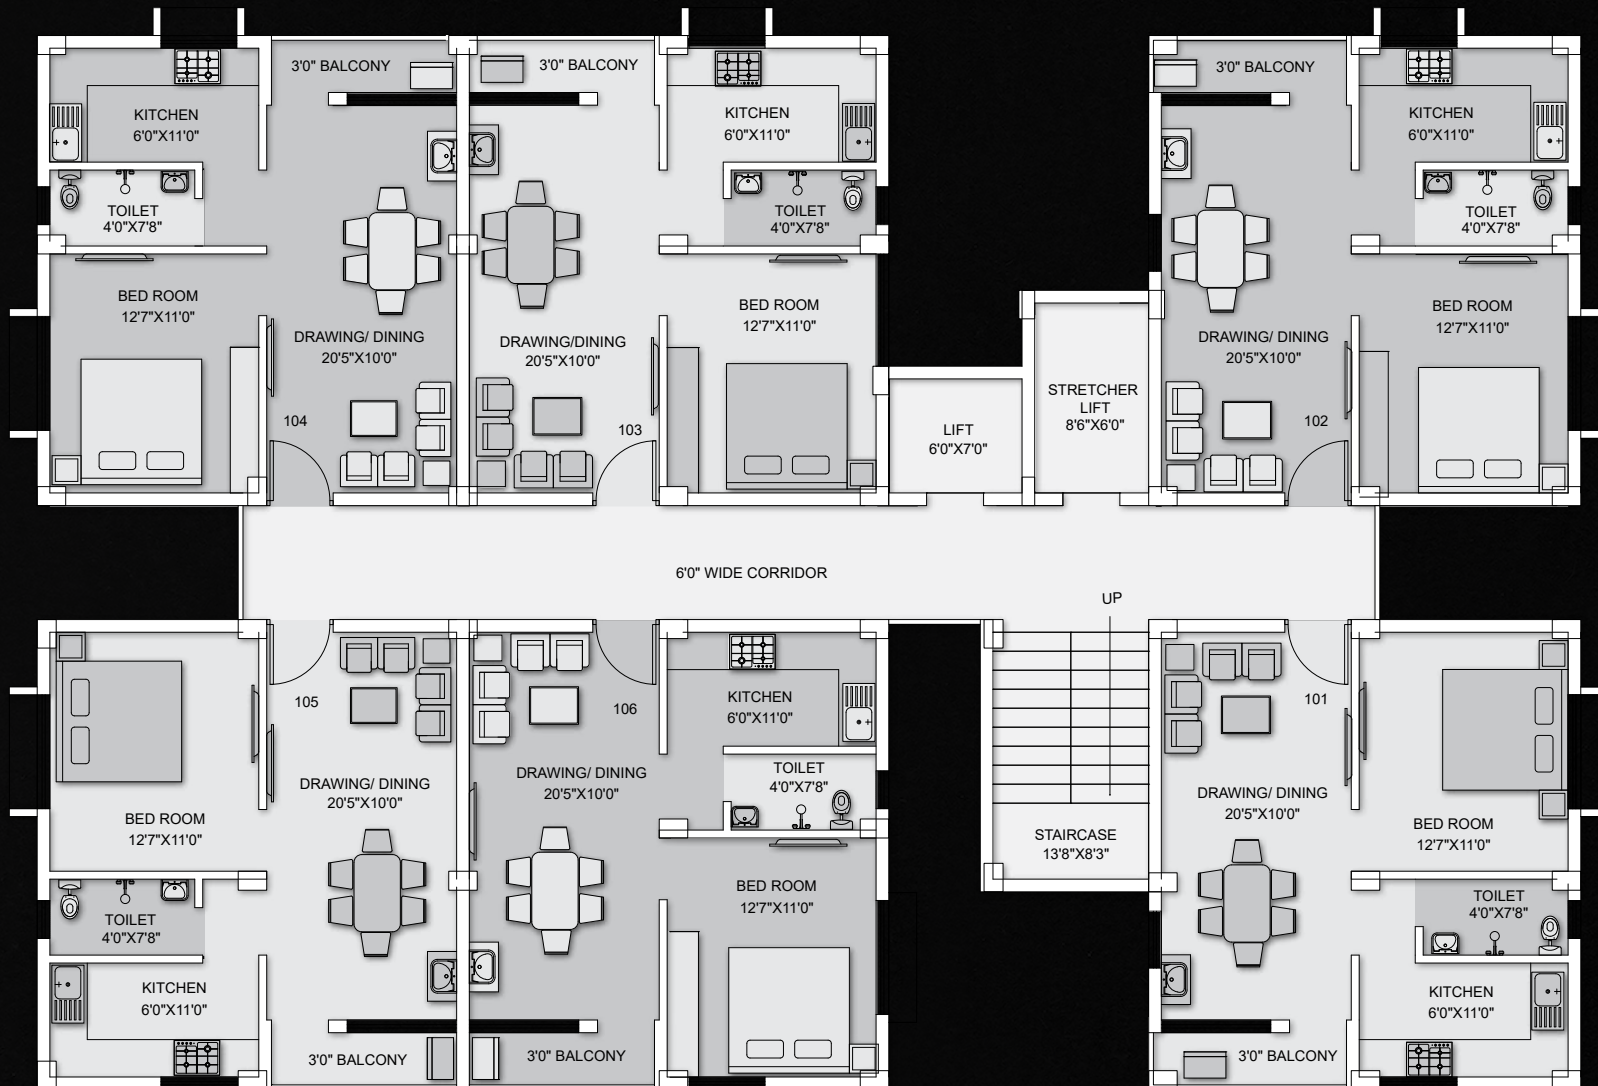 3'0" BALCONY
3'0" BALCONY
3'0" BALCONY
KITCHEN
6'0"X11'0"
KITCHEN
6'0"X11'0"
KITCHEN
6'0"X11'0"
TOILET
4'0"X7'8"
TOILET
4'0"X7'8"
TOILET
4'0"X7'8"
BED ROOM
12'7"X11'0"
DRAWING/ DINING
20'5"X10'0"
DRAWING/DINING
20'5"X10'0"
BED ROOM
12'7"X11'0"
DRAWING/ DINING
20'5"X10'0"
BED ROOM
12'7"X11'0"
STRETCHER
LIFT
8'6"X6'0"
LIFT
6'0"X7'0"
104
103
102
6'0" WIDE CORRIDOR
UP
105
106
101
KITCHEN
6'0"X11'0"
DRAWING/ DINING
20'5"X10'0"
DRAWING/ DINING
20'5"X10'0"
TOILET
4'0"X7'8"
DRAWING/ DINING
20'5"X10'0"
BED ROOM
12'7"X11'0"
STAIRCASE
13'8"X8'3"
BED ROOM
12'7"X11'0"
BED ROOM
12'7"X11'0"
TOILET
4'0"X7'8"
TOILET
4'0"X7'8"
KITCHEN
6'0"X11'0"
KITCHEN
6'0"X11'0"
3'0" BALCONY
3'0" BALCONY
3'0" BALCONY